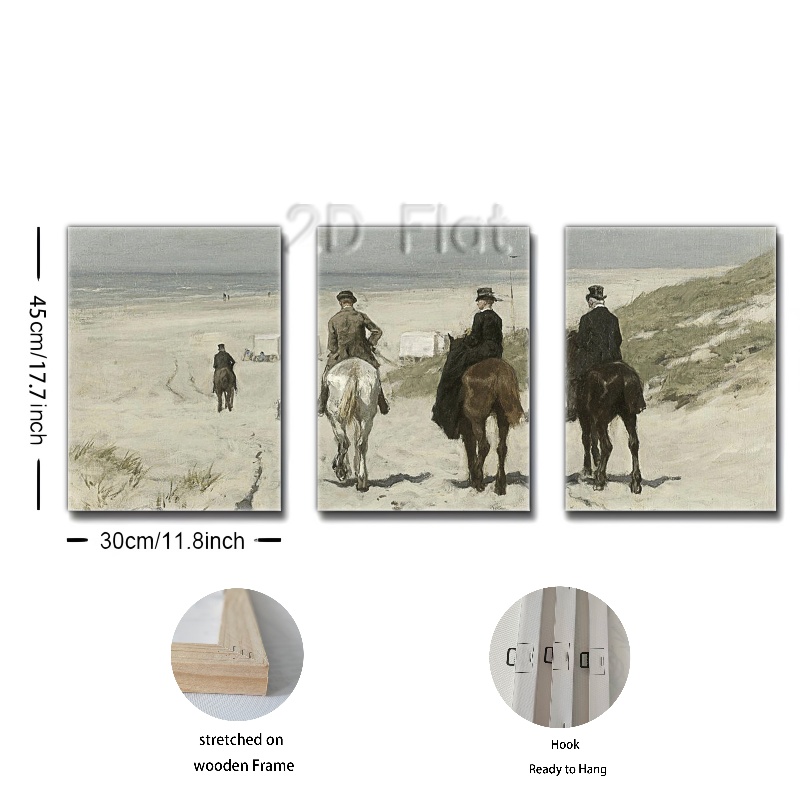 2D Flat
45cm/17.7inch
30cm/11.8inch
stretched on
wooden Frame
Hook
Ready to Hang